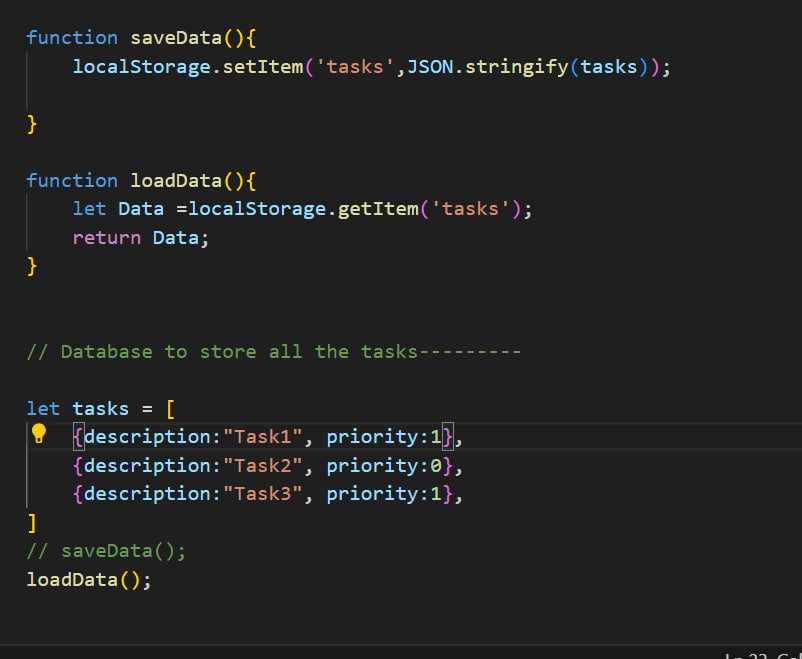 function saveData(){
    localStorage.setItem('tasks',JSON.stringify(tasks));
}
function loadData(){
    let Data =localStorage.getItem('tasks');
    return Data;
}
// Database to store all the tasks---------
let tasks = [
    {description:"Task1", priority:1},
    {description:"Task2", priority:0},
    {description:"Task3", priority:1},
]
// saveData();
loadData();